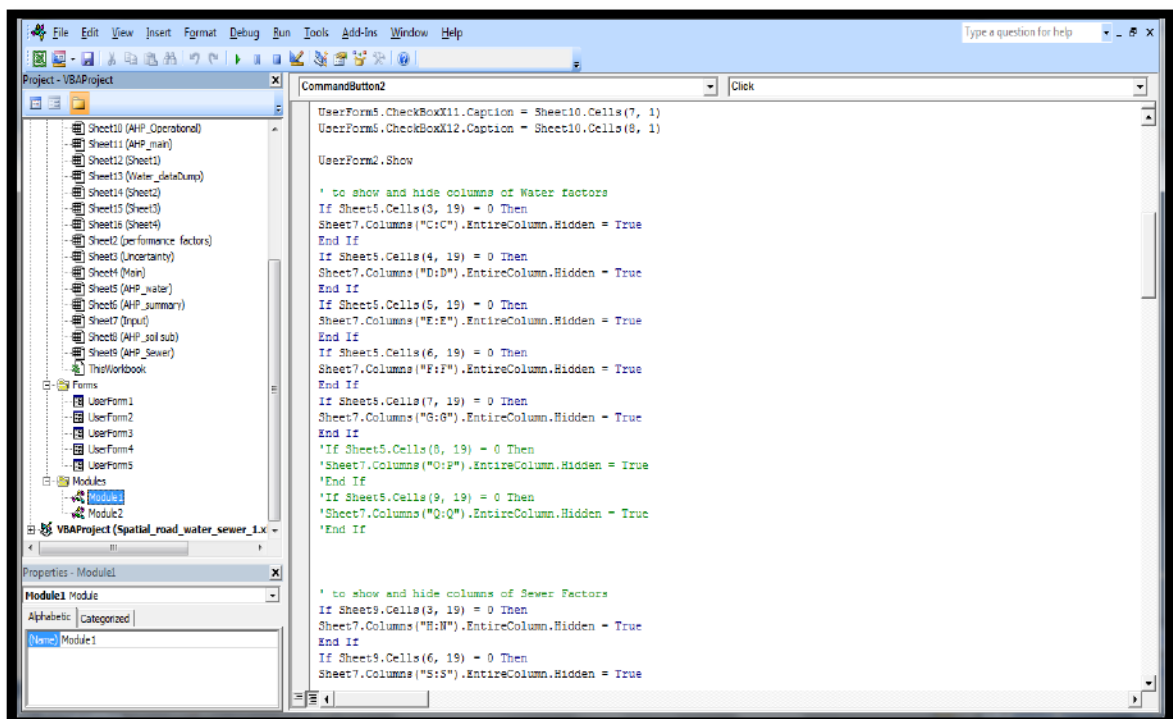 File Edit View Insert Format Debug Run Tools Add-Ins Window Help Type a question for help
Project - VBAProject
Sheet10 (AHP_Operational)
Sheet11 (AHP_main)
Sheet12 (Sheet1)
Sheet13 (Water_dataDump)
Sheet14 (Sheet2)
Sheet15 (Sheet3)
Sheet16 (Sheet4)
Sheet2 (performance factors)
Sheet3 (Uncertainty)
Sheet4 (Main)
Sheet5 (AHP_water)
Sheet6 (AHP_summary)
Sheet7 (Input)
Sheet8 (AHP_soil sub)
Sheet9 (AHP_Sewer)
ThisWorkbook
Forms
UserForm1
UserForm2
UserForm3
UserForm4
UserForm5
Modules
Module1
Module2
VBAProject (Spatial_road_water_sewer_1.x
Properties - Module1
Module1 Module
Alphabetic Categorized
(Name) Module1
CommandButton2 Click
UserForm5.CheckBoxX11.Caption = Sheet10.Cells(7, 1)
UserForm5.CheckBoxX12.Caption = Sheet10.Cells(8, 1)
UserForm2.Show
' to show and hide columns of Water factors
If Sheet5.Cells(3, 19) = 0 Then
Sheet7.Columns("C:C").EntireColumn.Hidden = True
End If
If Sheet5.Cells(4, 19) = 0 Then
Sheet7.Columns("D:D").EntireColumn.Hidden = True
End If
If Sheet5.Cells(5, 19) = 0 Then
Sheet7.Columns("E:E").EntireColumn.Hidden = True
End If
If Sheet5.Cells(6, 19) = 0 Then
Sheet7.Columns("F:F").EntireColumn.Hidden = True
End If
If Sheet5.Cells(7, 19) = 0 Then
Sheet7.Columns("G:G").EntireColumn.Hidden = True
End If
'If Sheet5.Cells(8, 19) = 0 Then
'Sheet7.Columns("O:P").EntireColumn.Hidden = True
'End If
'If Sheet5.Cells(9, 19) = 0 Then
'Sheet7.Columns("Q:Q").EntireColumn.Hidden = True
'End If
' to show and hide columns of Sewer Factors
If Sheet9.Cells(3, 19) = 0 Then
Sheet7.Columns("H:N").EntireColumn.Hidden = True
End If
If Sheet9.Cells(6, 19) = 0 Then
Sheet7.Columns("S:S").EntireColumn.Hidden = True